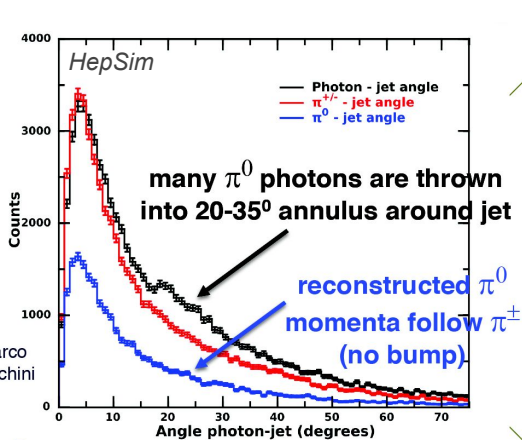 4000
HepSim
Photon - jet angle
π+/- - jet angle
π0 - jet angle
3000
many π0 photons are thrown
into 20-35⁰ annulus around jet
Counts
2000
reconstructed π0
1000
momenta follow π±
(no bump)
arco
chini
0
0 10 20 30 40 50 60 70
Angle photon-jet (degrees)